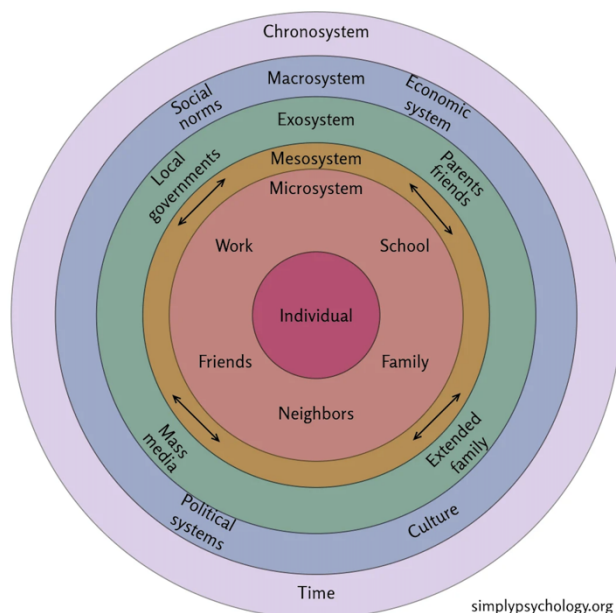 Chronosystem
Macrosystem
Social
norms
Economic
system
Exosystem
Local
governments
Parents
friends
Mesosystem
Microsystem
Work
School
Individual
Friends
Family
Neighbors
Mass
media
Extended
family
Political
systems
Culture
Time
simplypsychology.org